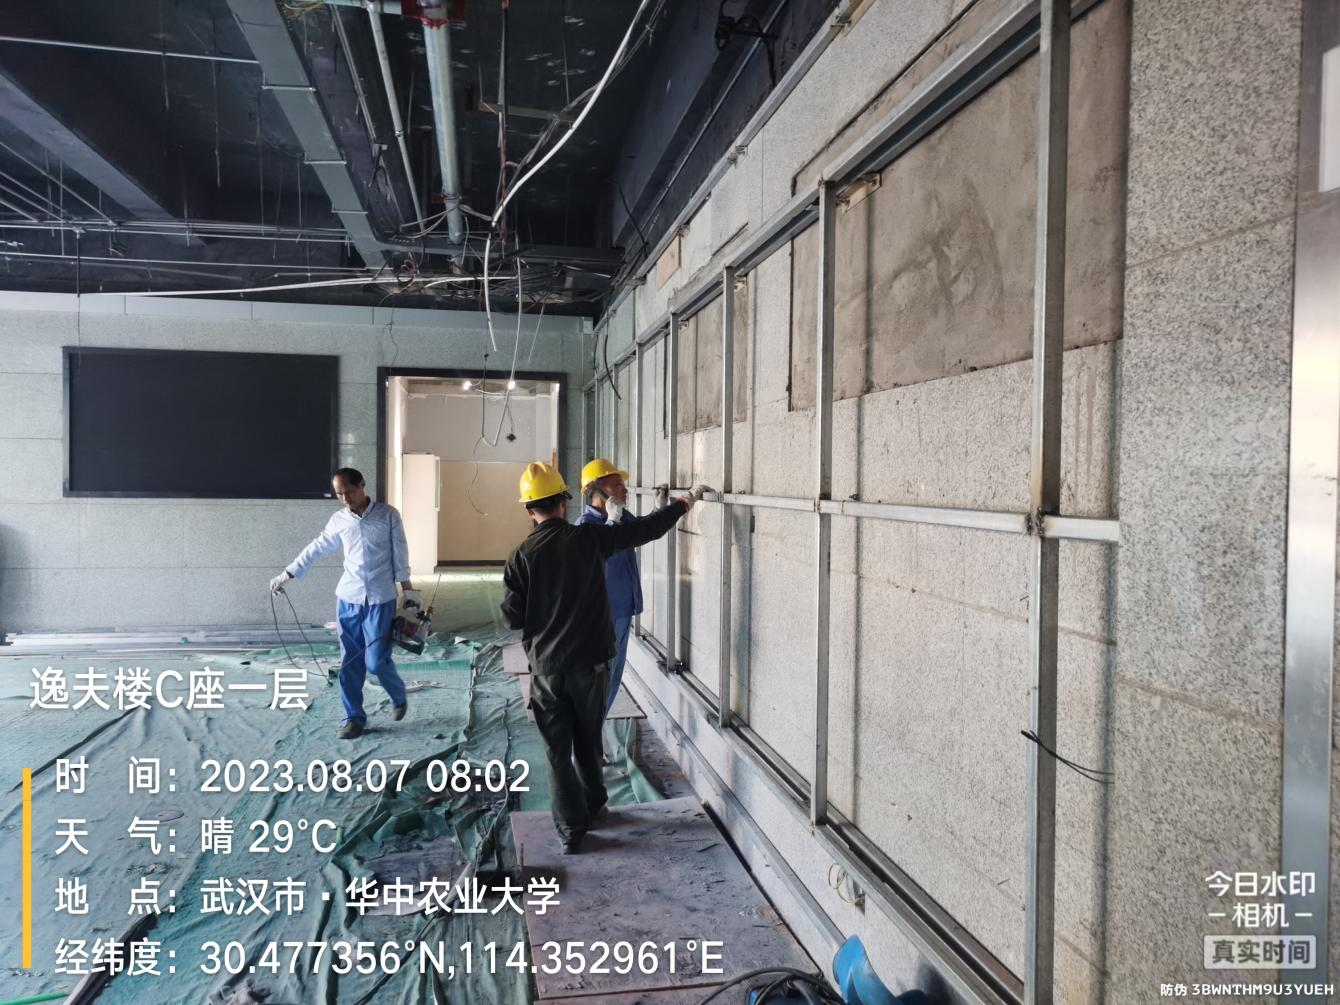 逸夫楼C座一层
时 间：2023.08.07 08:02
天 气：晴 29°C
地 点：武汉市·华中农业大学
经纬度：30.477356°N,114.352961°E
今日水印
－相机－
真实时间
防伪 3BWNTHM9U3YUEH